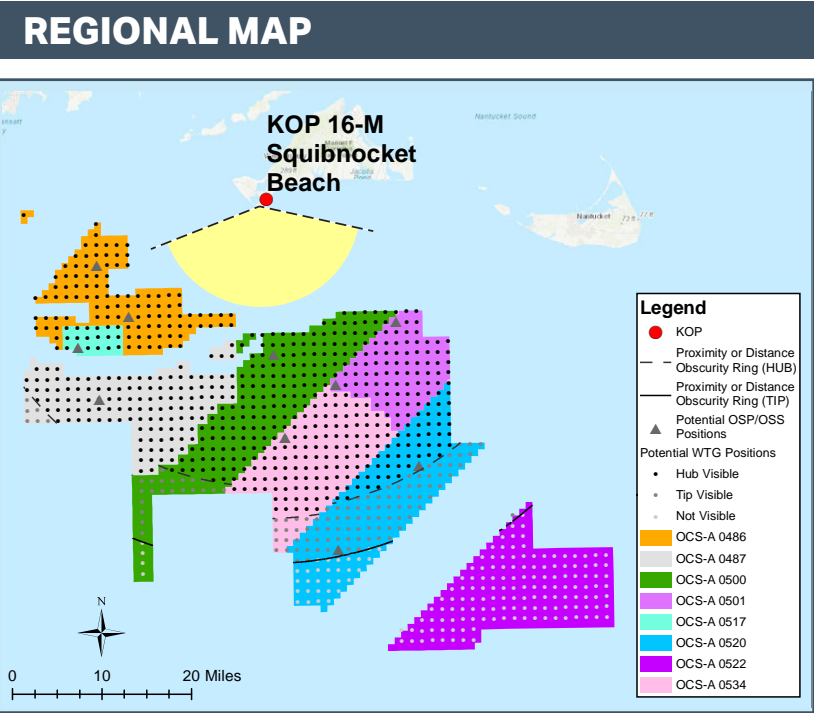 REGIONAL MAP
KOP 16-M
Squibnocket
Beach
Nantucket Sound
Nantucket
Legend
KOP
Proximity or Distance
Obscurity Ring (HUB)
Proximity or Distance
Obscurity Ring (TIP)
Potential OSP/OSS
Positions
Potential WTG Positions
Hub Visible
Tip Visible
Not Visible
OCS-A 0486
OCS-A 0487
OCS-A 0500
OCS-A 0501
OCS-A 0517
OCS-A 0520
OCS-A 0522
OCS-A 0534
N
0 10 20 Miles